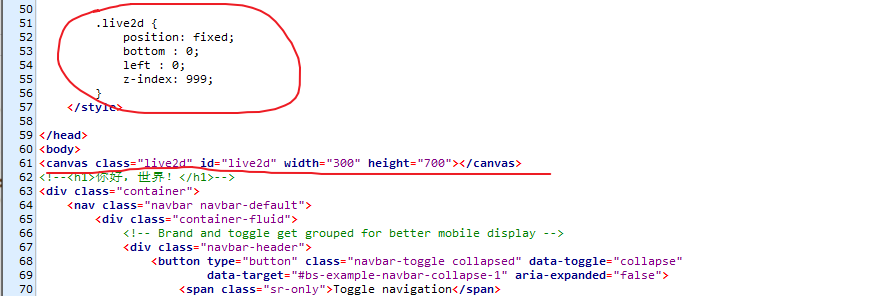 50
51 .live2d {
52 position: fixed;
53 bottom : 0;
54 left : 0;
55 z-index: 999;
56 }
57 </style>
58
59 </head>
60 <body>
61 <canvas class="live2d" id="live2d" width="300" height="700"></canvas>
62 <!--<h1>你好，世界！</h1>-->
63 <div class="container">
64 <nav class="navbar navbar-default">
65 <div class="container-fluid">
66 <!-- Brand and toggle get grouped for better mobile display -->
67 <div class="navbar-header">
68 <button type="button" class="navbar-toggle collapsed" data-toggle="collapse"
69 data-target="#bs-example-navbar-collapse-1" aria-expanded="false">
70 <span class="sr-only">Toggle navigation</span>